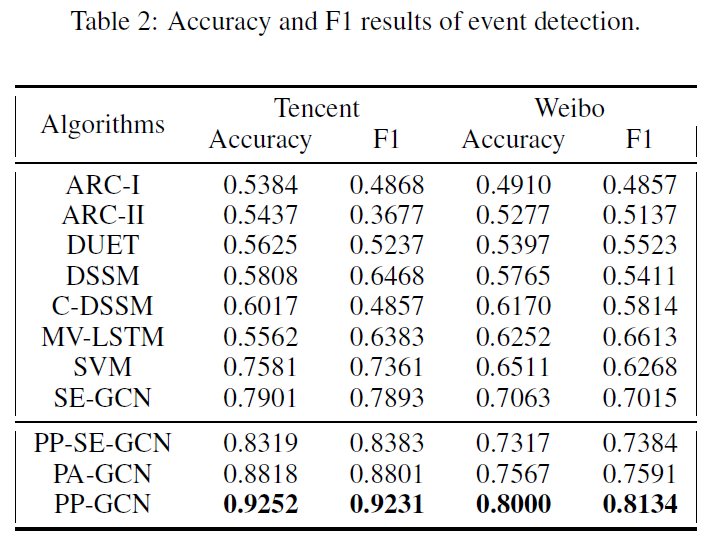 Table 2: Accuracy and F1 results of event detection.
Tencent Weibo
Algorithms
Accuracy F1 Accuracy F1
ARC-I 0.5384 0.4868 0.4910 0.4857
ARC-II 0.5437 0.3677 0.5277 0.5137
DUET 0.5625 0.5237 0.5397 0.5523
DSSM 0.5808 0.6468 0.5765 0.5411
C-DSSM 0.6017 0.4857 0.6170 0.5814
MV-LSTM 0.5562 0.6383 0.6252 0.6613
SVM 0.7581 0.7361 0.6511 0.6268
SE-GCN 0.7901 0.7893 0.7063 0.7015
PP-SE-GCN 0.8319 0.8383 0.7317 0.7384
PA-GCN 0.8818 0.8801 0.7567 0.7591
PP-GCN 0.9252 0.9231 0.8000 0.8134